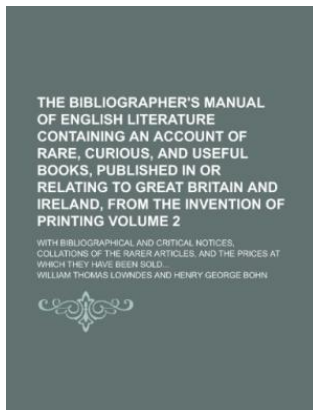 THE BIBLIOGRAPHER'S MANUAL
OF ENGLISH LITERATURE
CONTAINING AN ACCOUNT OF
RARE, CURIOUS, AND USEFUL
BOOKS, PUBLISHED IN OR
RELATING TO GREAT BRITAIN AND
IRELAND, FROM THE INVENTION OF
PRINTING VOLUME 2
WITH BIBLIOGRAPHICAL AND CRITICAL NOTICES,
COLLATIONS OF THE RARER ARTICLES, AND THE PRICES AT
WHICH THEY HAVE BEEN SOLD...
WILLIAM THOMAS LOWNDES AND HENRY GEORGE BOHN